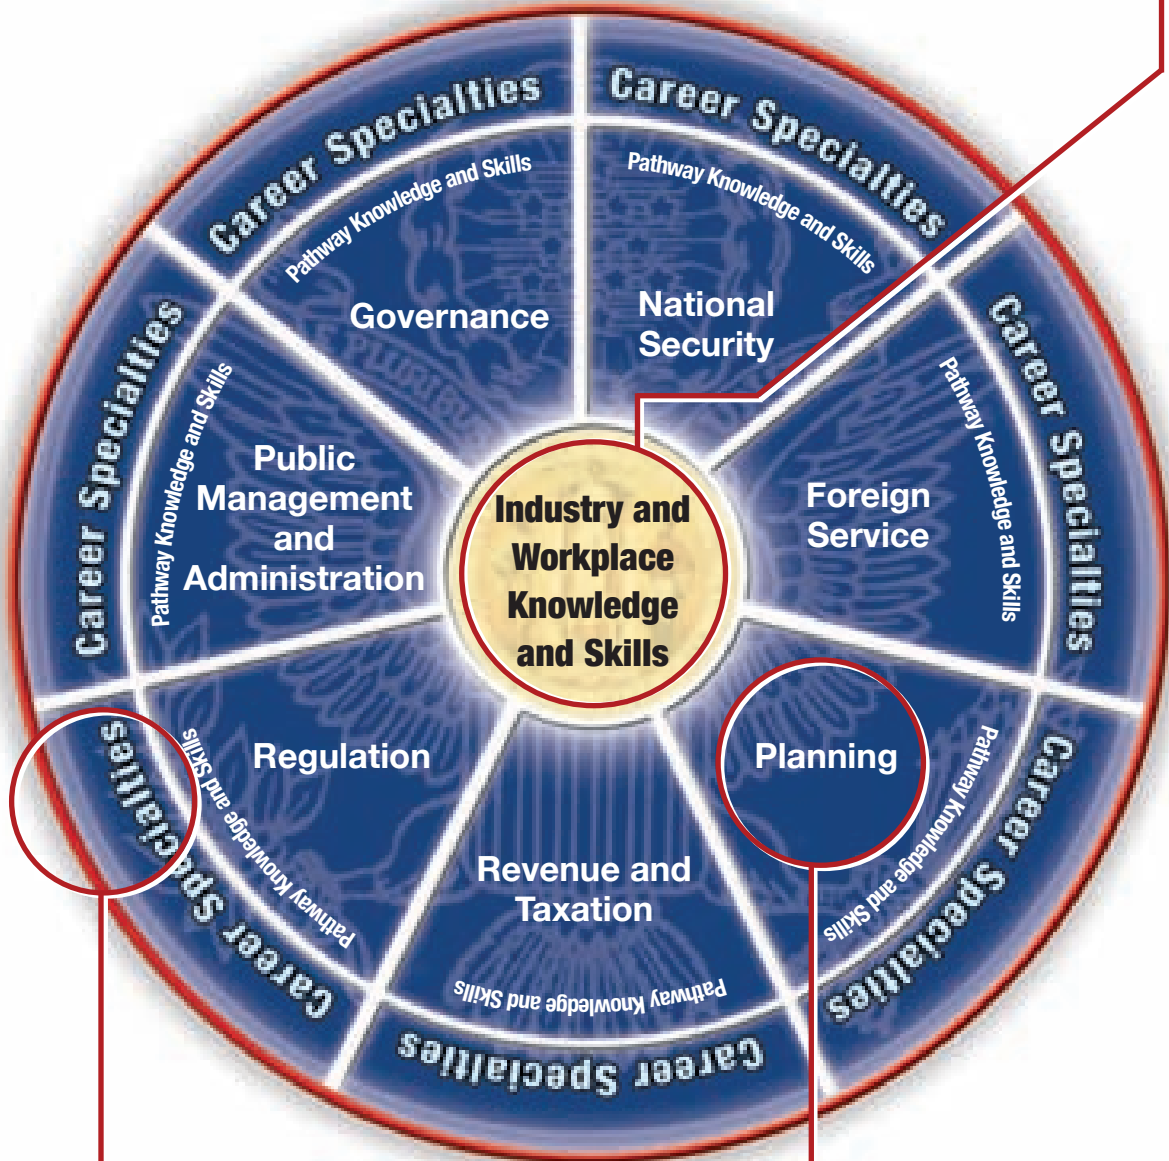 Career Specialties
Pathway Knowledge and Skills
Governance
Career Specialties
Pathway Knowledge and Skills
National
Security
Career Specialties
Pathway Knowledge and Skills
Foreign
Service
Career Specialties
Pathway Knowledge and Skills
Planning
Career Specialties
Pathway Knowledge and Skills
Revenue and
Taxation
Career Specialties
Pathway Knowledge and Skills
Regulation
Career Specialties
Pathway Knowledge and Skills
Public
Management
and
Administration
Industry and
Workplace
Knowledge
and Skills